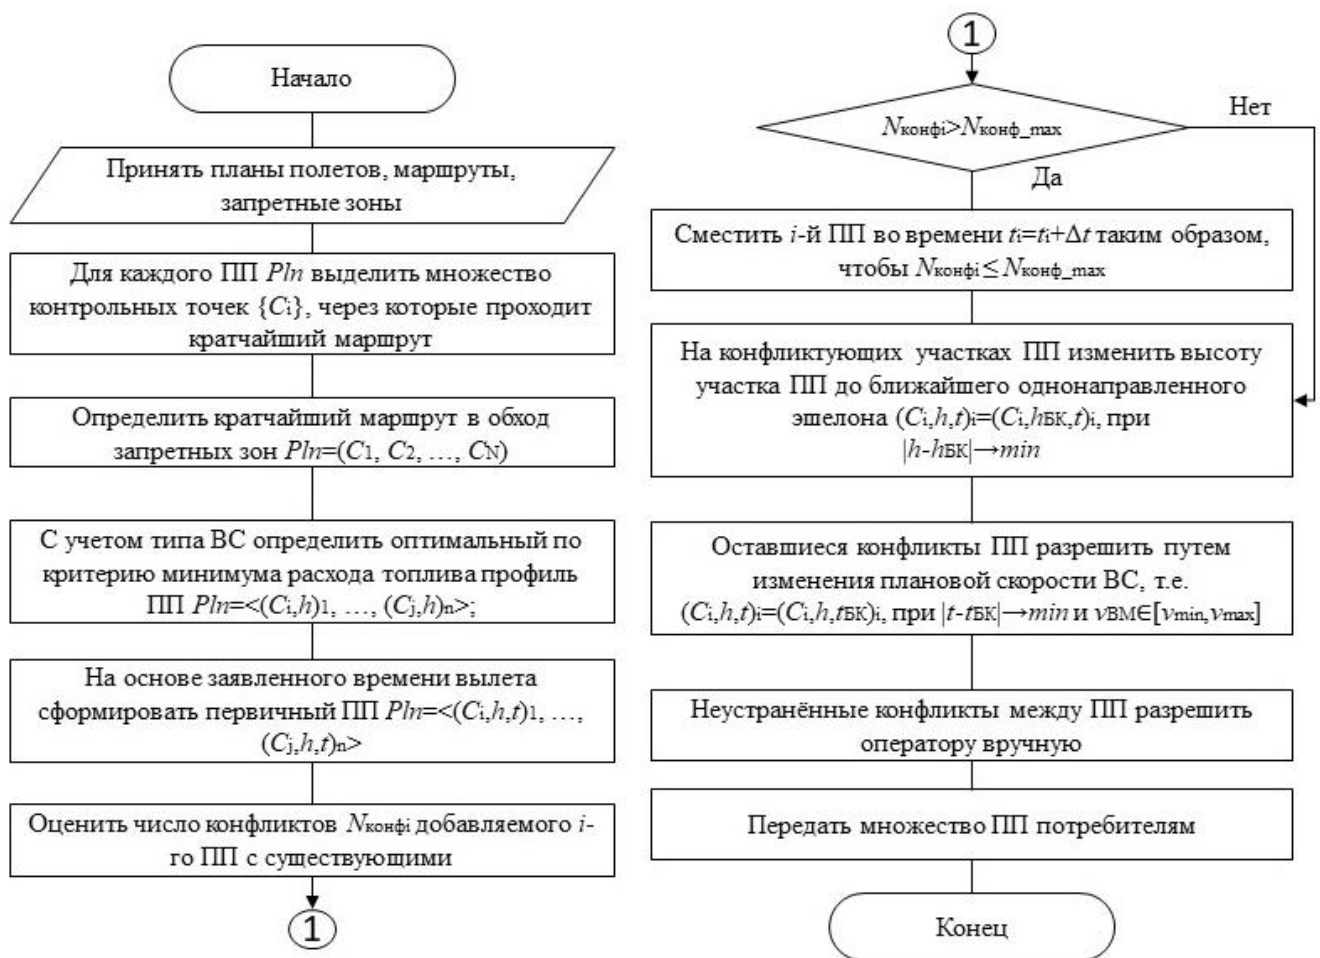 Начало
Принять планы полетов, маршруты,
запретные зоны
Для каждого ПП Pln выделить множество
контрольных точек {Ci}, через которые проходит
кратчайший маршрут
Определить кратчайший маршрут в обход
запретных зон Pln=(C1, C2, …, CN)
С учетом типа ВС определить оптимальный по
критерию минимума расхода топлива профиль
ПП Pln=<(Ci,h)1, …, (Cj,h)n>;
На основе заявленного времени вылета
сформировать первичный ПП Pln=<(Ci,h,t)1, …,
(Cj,h,t)n>
Оценить число конфликтов Nконфi добавляемого i-
го ПП с существующими
1
1
Nконфi>Nконф_max
Нет
Да
Сместить i-й ПП во времени ti=ti+Δt таким образом,
чтобы Nконфi≤Nконф_max
На конфликтующих участках ПП изменить высоту
участка ПП до ближайшего однонаправленного
эшелона (Ci,h,t)i=(Ci,hБК,t)i, при
|h-hБК|→min
Оставшиеся конфликты ПП разрешить путем
изменения плановой скорости ВС, т.е.
(Ci,h,t)i=(Ci,h,tБК)i, при |t-tБК|→min и vВМ∈[vmin,vmax]
Неустранённые конфликты между ПП разрешить
оператору вручную
Передать множество ПП потребителям
Конец